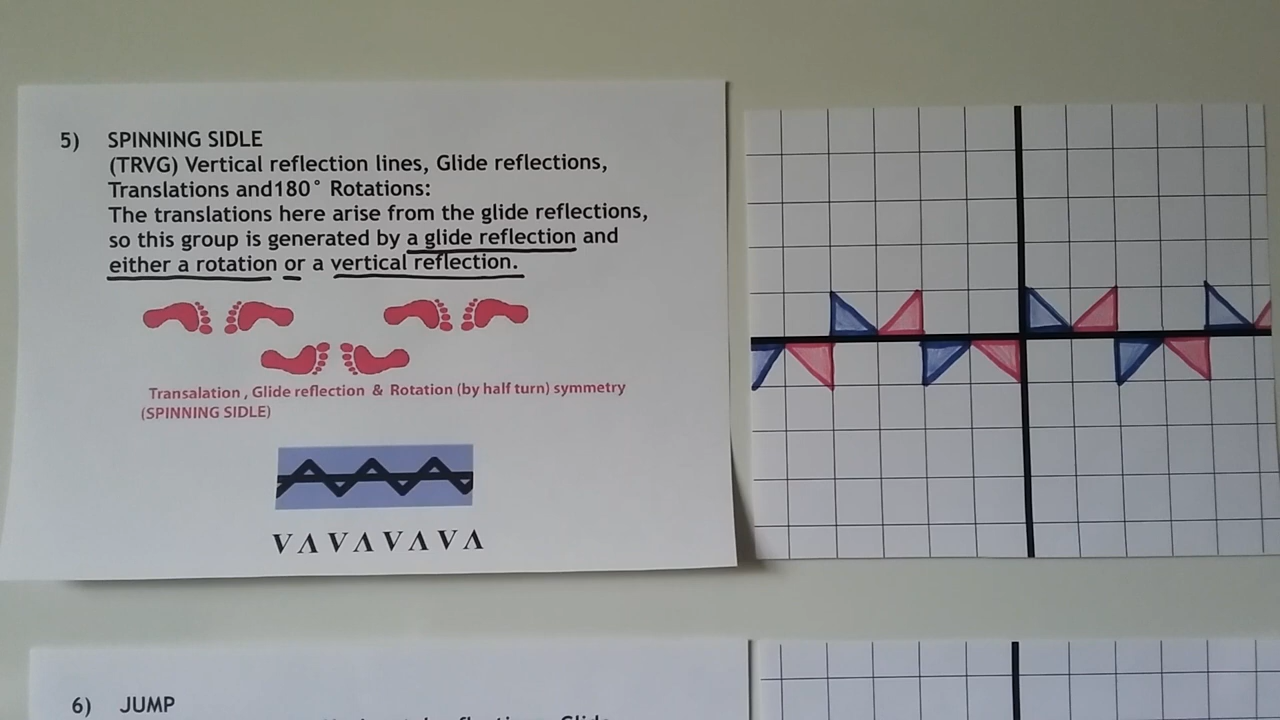 5) SPINNING SIDLE
(TRVG) Vertical reflection lines, Glide reflections,
Translations and180° Rotations:
The translations here arise from the glide reflections,
so this group is generated by a glide reflection and
either a rotation or a vertical reflection.
Transalation , Glide reflection & Rotation (by half turn) symmetry
(SPINNING SIDLE)
V Λ V Λ V Λ V Λ
6) JUMP